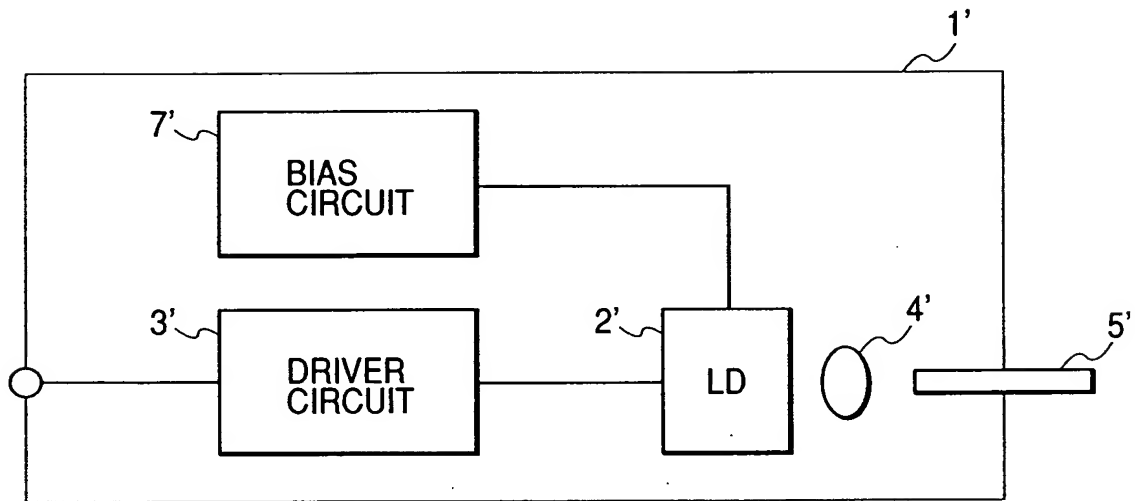 1'
7'
BIAS
CIRCUIT
3'
DRIVER
CIRCUIT
2'
LD
4'
5'